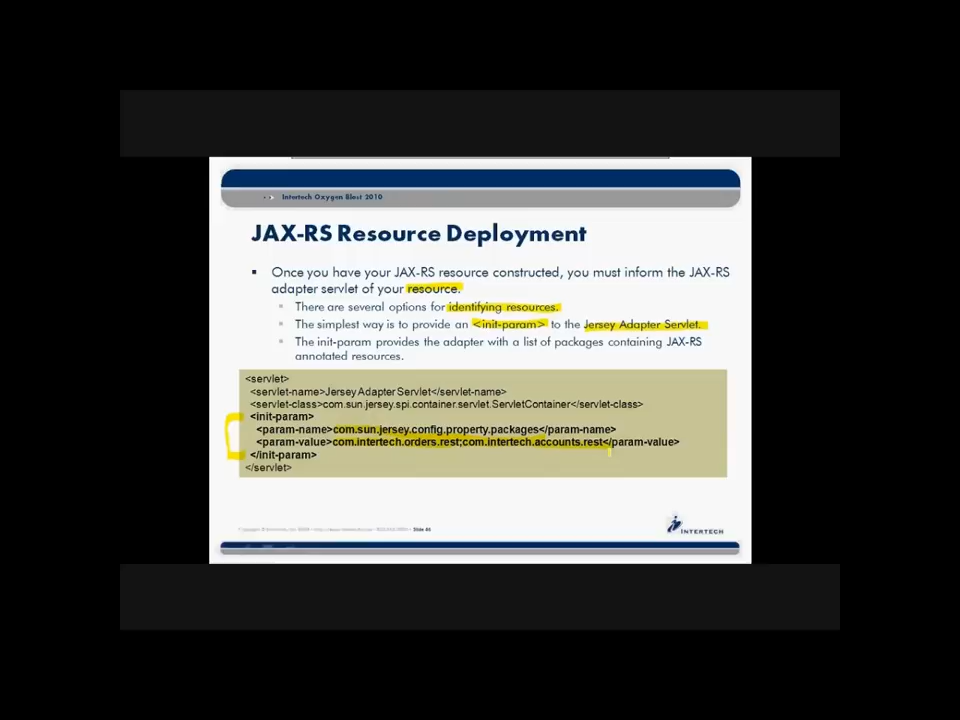 Intertech Oxygen Blast 2010
JAX-RS Resource Deployment
Once you have your JAX-RS resource constructed, you must inform the JAX-RS
adapter servlet of your resource.
There are several options for identifying resources.
The simplest way is to provide an <init-param> to the Jersey Adapter Servlet.
The init-param provides the adapter with a list of packages containing JAX-RS
annotated resources.
<servlet>
<servlet-name>Jersey Adapter Servlet</servlet-name>
<servlet-class>com.sun.jersey.spi.container.servlet.ServletContainer</servlet-class>
<init-param>
<param-name>com.sun.jersey.config.property.packages</param-name>
<param-value>com.intertech.orders.rest;com.intertech.accounts.rest</param-value>
</init-param>
</servlet>
INTERTECH